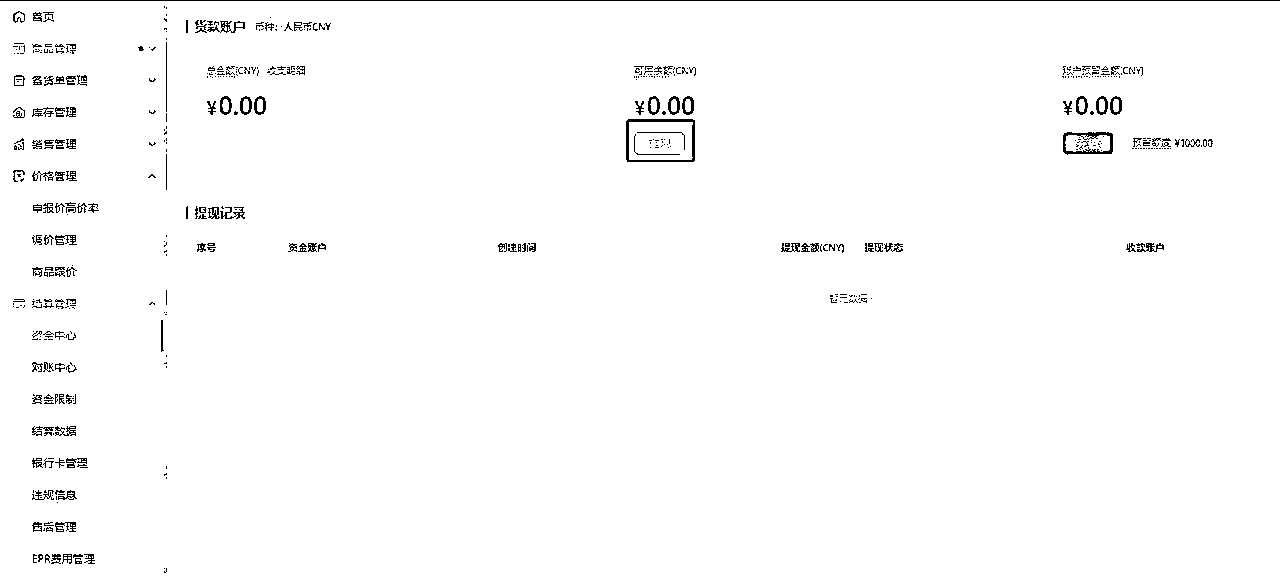 首页
商品管理
备货单管理
库存管理
销售管理
价格管理
申报价高价率
调价管理
商品跟价
结算管理
资金中心
对账中心
资金限制
结算数据
银行卡管理
违规信息
售后管理
EPR费用管理
货款账户 币种：人民币CNY
总金额(CNY) 收支明细
¥0.00
可用余额(CNY)
¥0.00
提现
账户预留金额(CNY)
¥0.00
预留额度 ¥1000.00
提现记录
序号 资金账户 创建时间 提现金额(CNY) 提现状态 收款账户
暂无数据